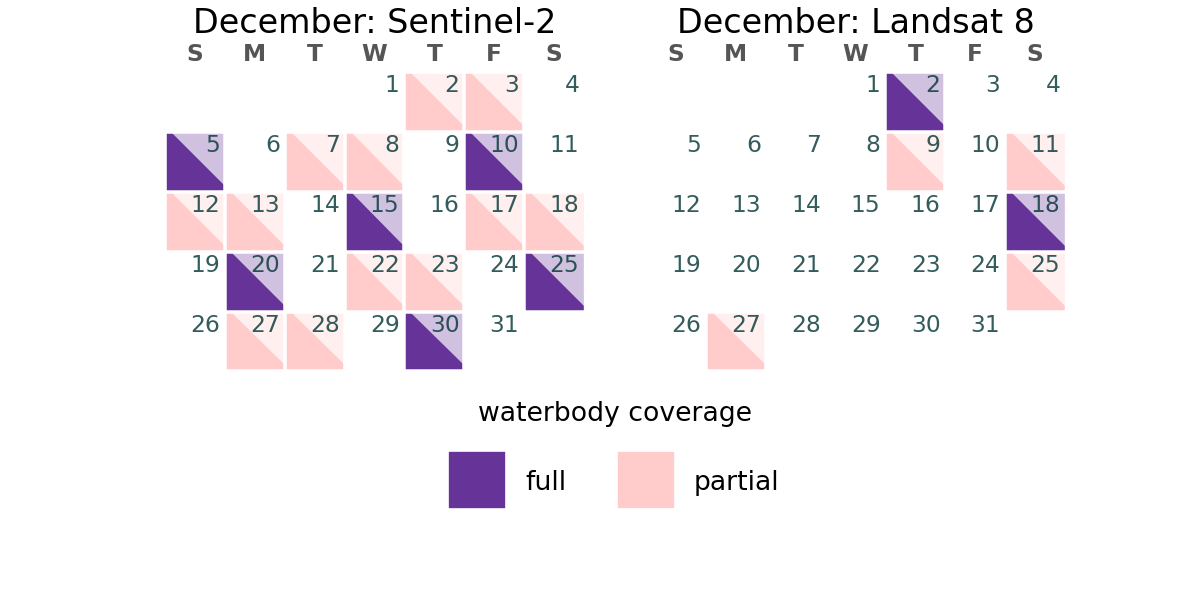 December: Sentinel-2
S M T W T F S
1 2 3 4
5 6 7 8 9 10 11
12 13 14 15 16 17 18
19 20 21 22 23 24 25
26 27 28 29 30 31
December: Landsat 8
S M T W T F S
1 2 3 4
5 6 7 8 9 10 11
12 13 14 15 16 17 18
19 20 21 22 23 24 25
26 27 28 29 30 31
waterbody coverage
full partial